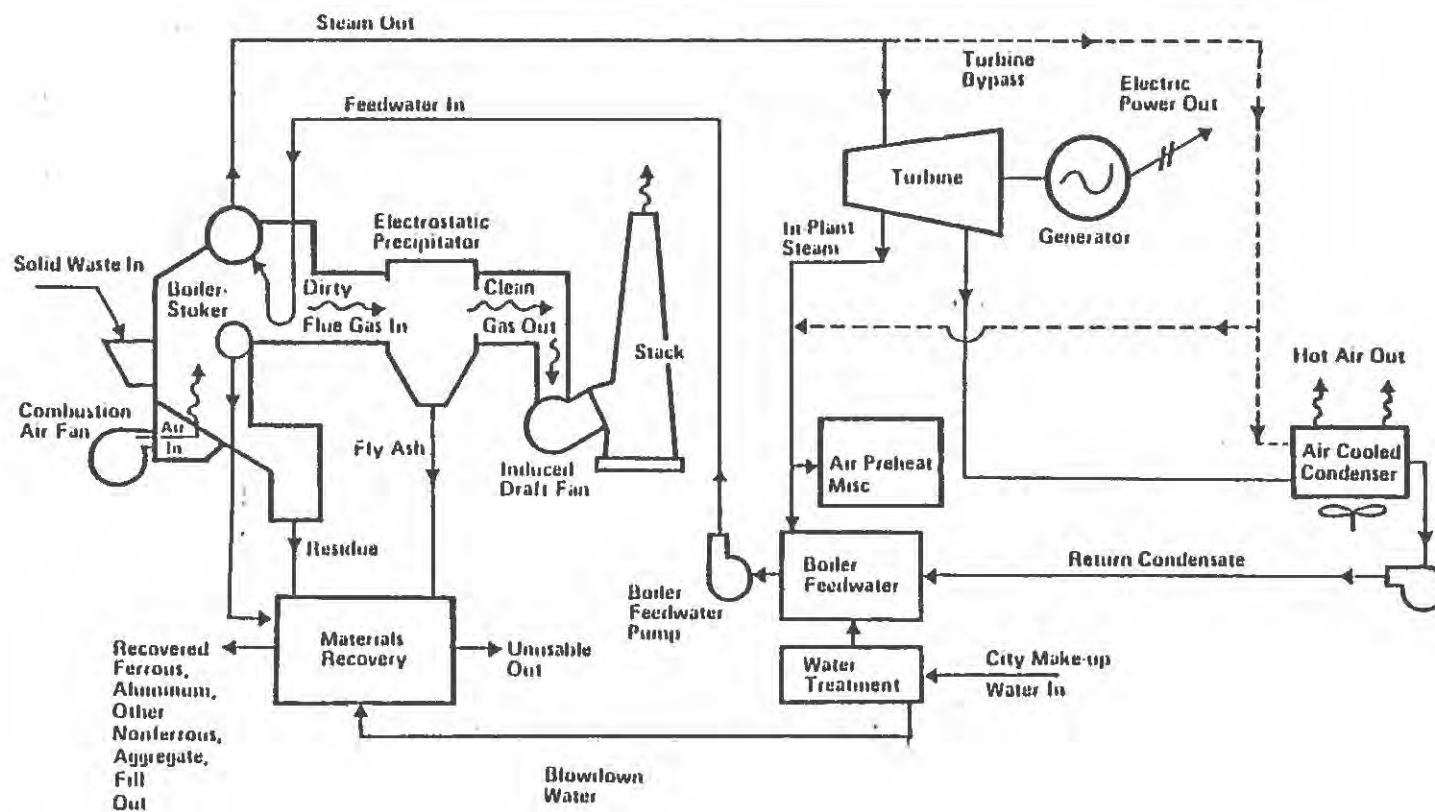 Steam Out
Turbine
Bypass
Electric
Power Out
Feedwater In
Turbine
Generator
In-Plant
Steam
Electrostatic
Precipitator
Solid Waste In
Boiler-
Stoker
Dirty
Flue Gas In
Clean
Gas Out
Stack
Hot Air Out
Combustion
Air Fan
Air
In
Fly Ash
Induced
Draft Fan
Air Preheat
Misc
Air Cooled
Condenser
Residue
Boiler
Feedwater
Pump
Boiler
Feedwater
Return Condensate
Materials
Recovery
Unusable
Out
Recovered
Ferrous,
Aluminum,
Other
Nonferrous,
Aggregate,
Fill
Out
Water
Treatment
City Make-up
Water In
Blowdown
Water